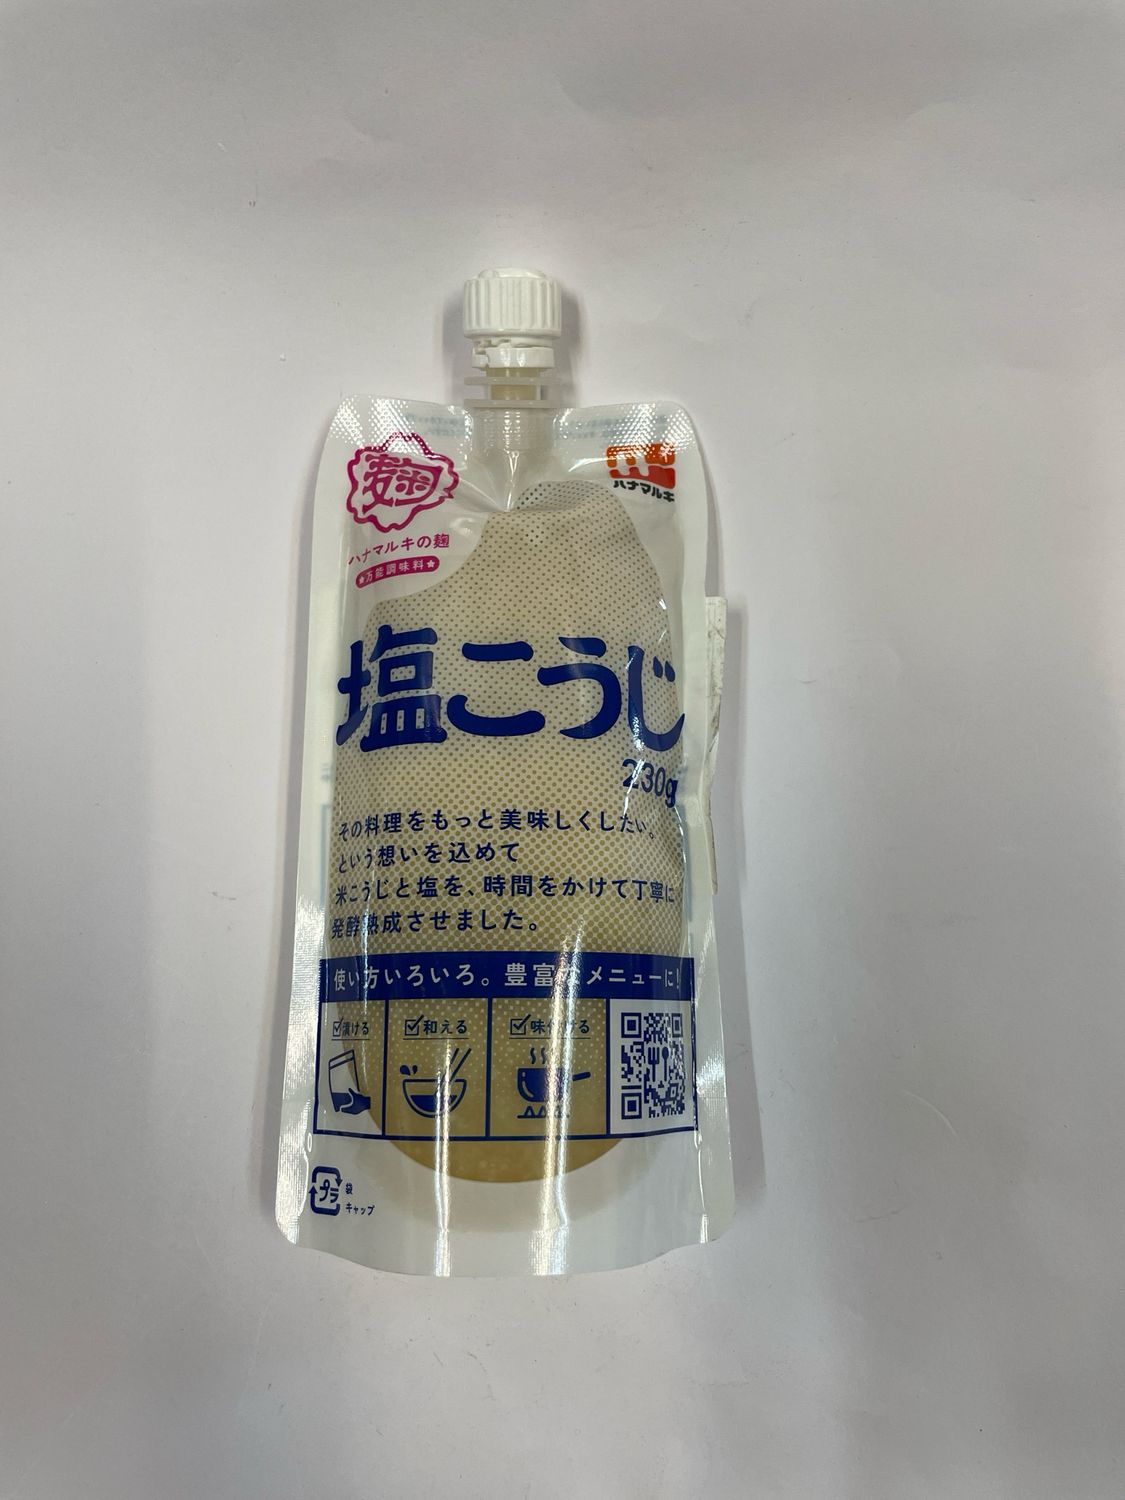 麹
ハナマルキ
ハナマルキの麹
★万能調味料★
塩こうじ
230g
その料理をもっと美味しくしたい。
という想いを込めて
米こうじと塩を、時間をかけて丁寧に
発酵熟成させました。
使い方いろいろ。豊富なメニューに!
漬ける
和える
味付ける
プラ
袋
キャップ